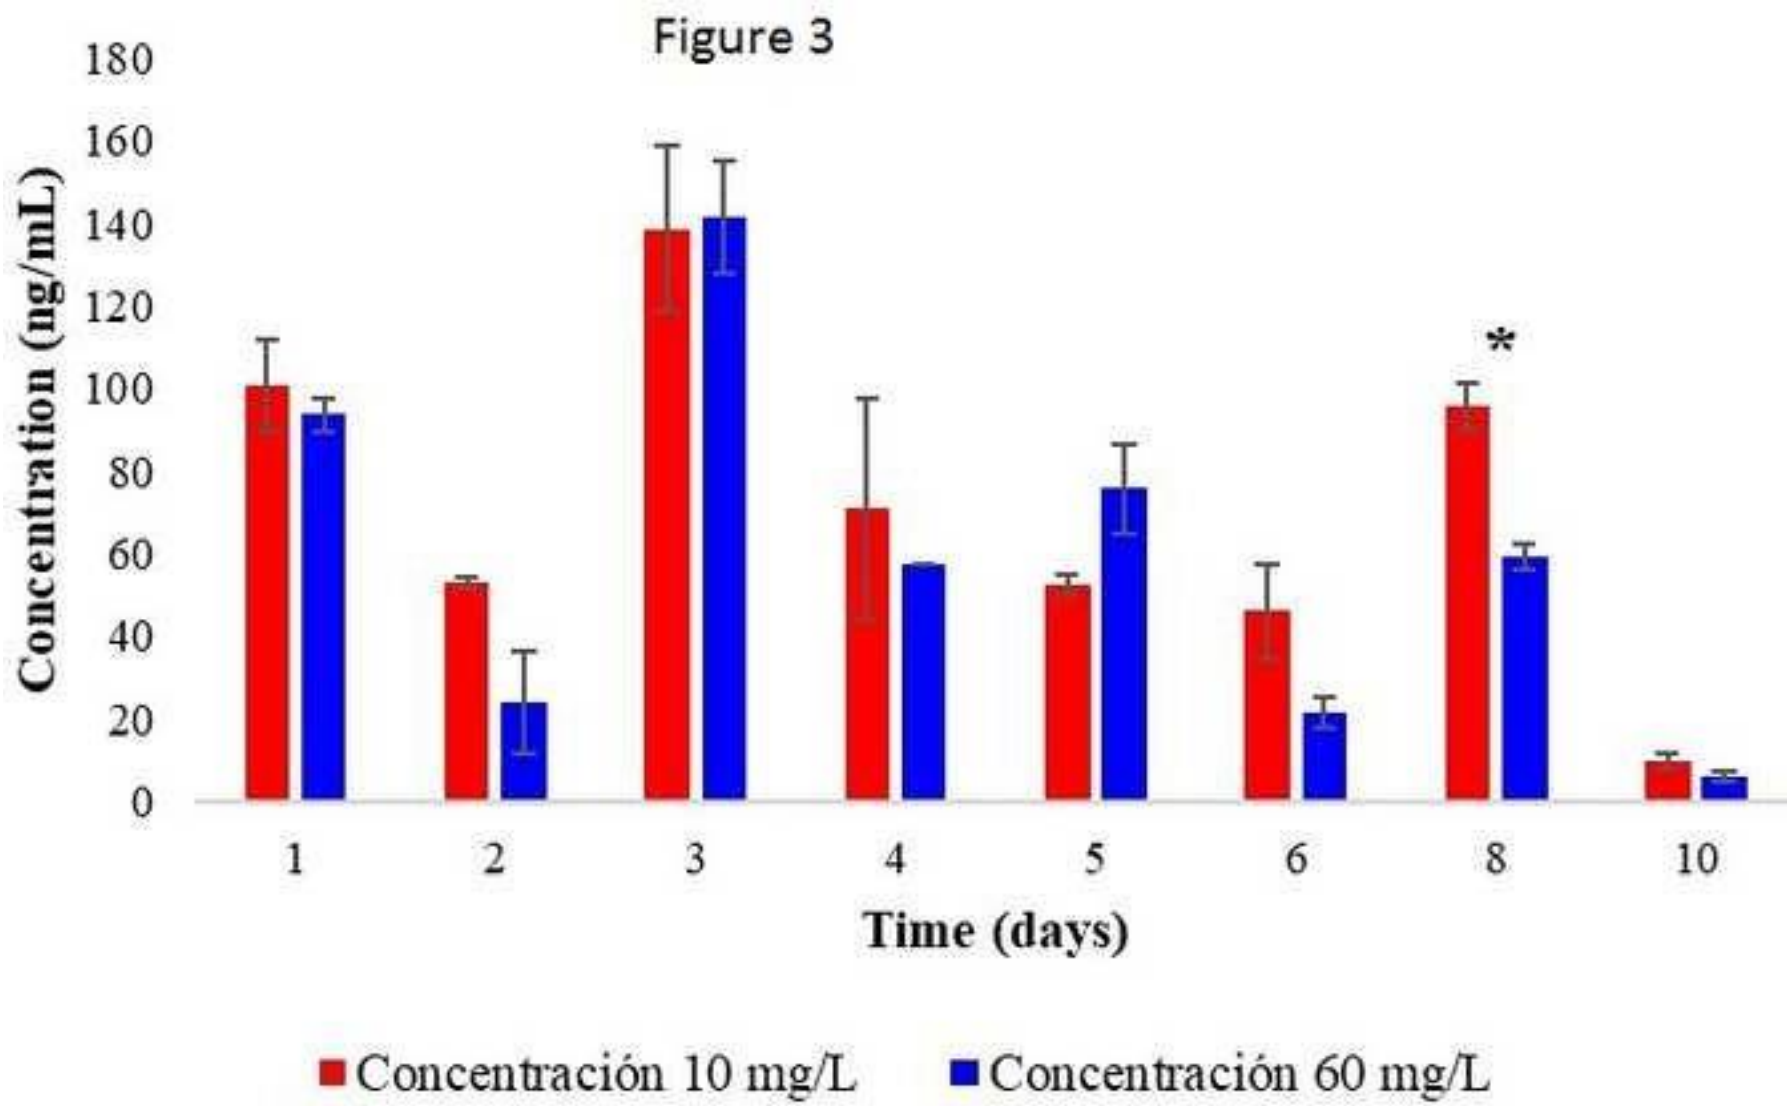 Figure 3
180
160
140
120
100
80
60
40
20
0
Concentration (ng/mL)
*
1 2 3 4 5 6 8 10
Time (days)
Concentración 10 mg/L Concentración 60 mg/L